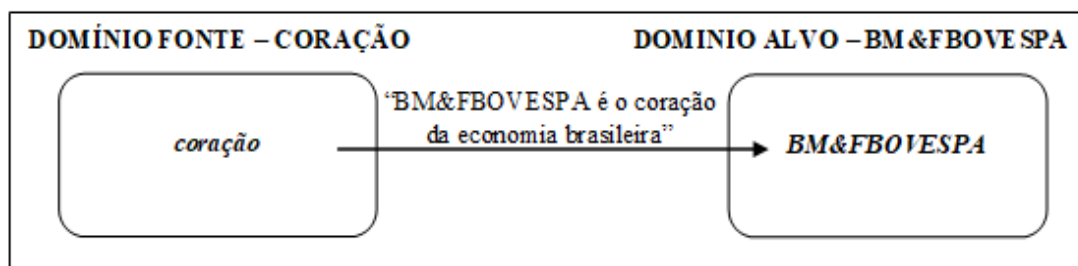 DOMÍNIO FONTE – CORAÇÃO
DOMINIO ALVO – BM&FBOVESPA
“BM&FBOVESPA é o coração
da economia brasileira”
coração
BM&FBOVESPA